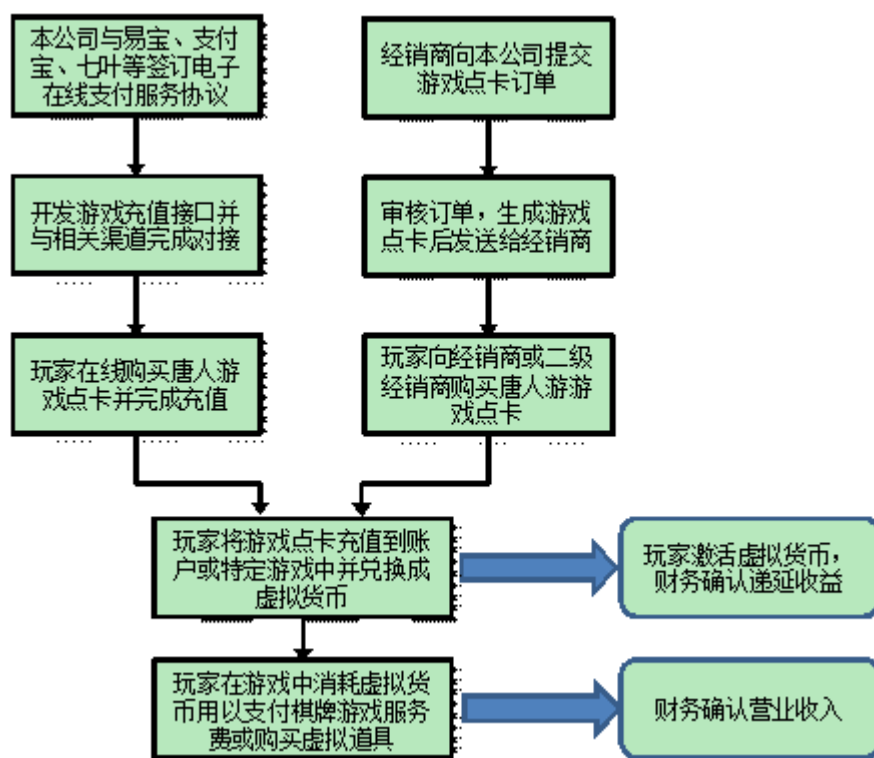 本公司与易宝、支付
宝、七叶等签订电子
在线支付服务协议
经销商向本公司提交
游戏点卡订单
开发游戏充值接口并
与相关渠道完成对接
审核订单，生成游戏
点卡后发送给经销商
玩家在线购买唐人游
戏点卡并完成充值
玩家向经销商或二级
经销商购买唐人游游
戏点卡
玩家将游戏点卡充值到账
户或特定游戏中并兑换成
虚拟货币
玩家激活虚拟货币，
财务确认递延收益
玩家在游戏中消耗虚拟货
币用以支付棋牌游戏服务
费或购买虚拟道具
财务确认营业收入